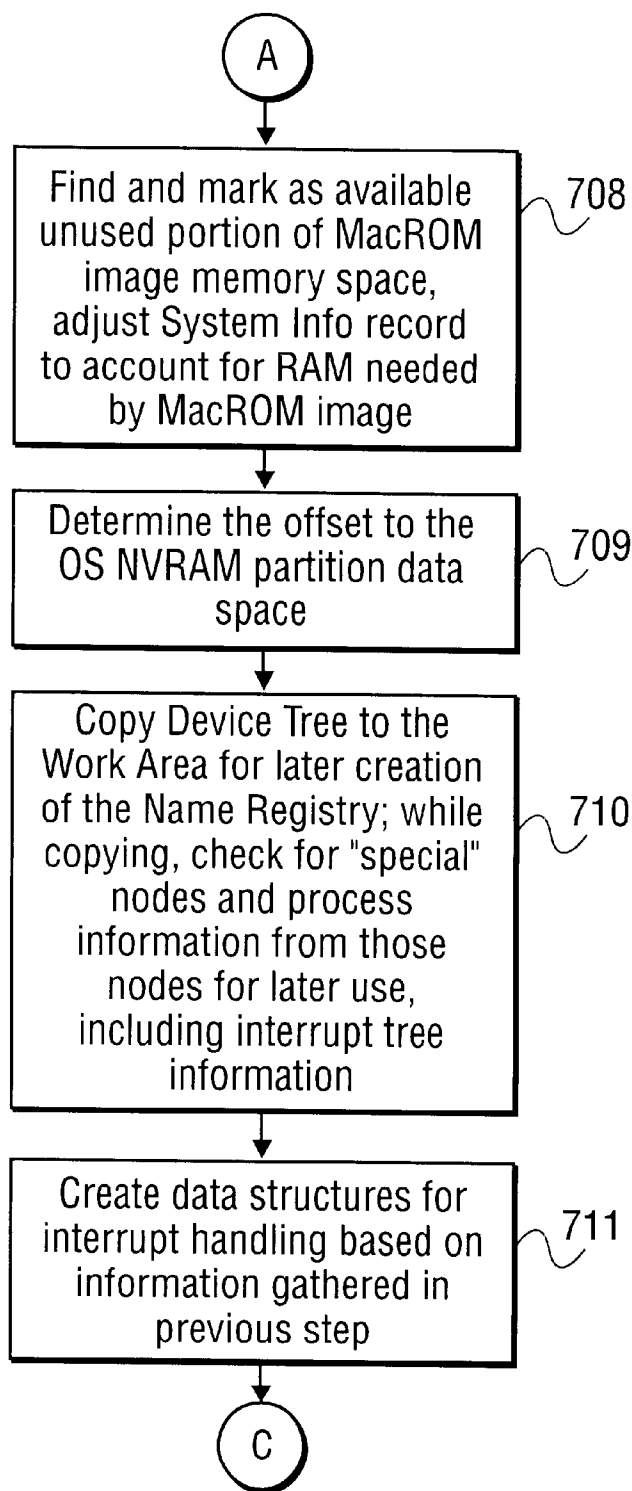 A
Find and mark as available
unused portion of MacROM
image memory space,
adjust System Info record
to account for RAM needed
by MacROM image
708
Determine the offset to the
OS NVRAM partition data
space
709
Copy Device Tree to the
Work Area for later creation
of the Name Registry; while
copying, check for "special"
nodes and process
information from those
nodes for later use,
including interrupt tree
information
710
Create data structures for
interrupt handling based on
information gathered in
previous step
711
C